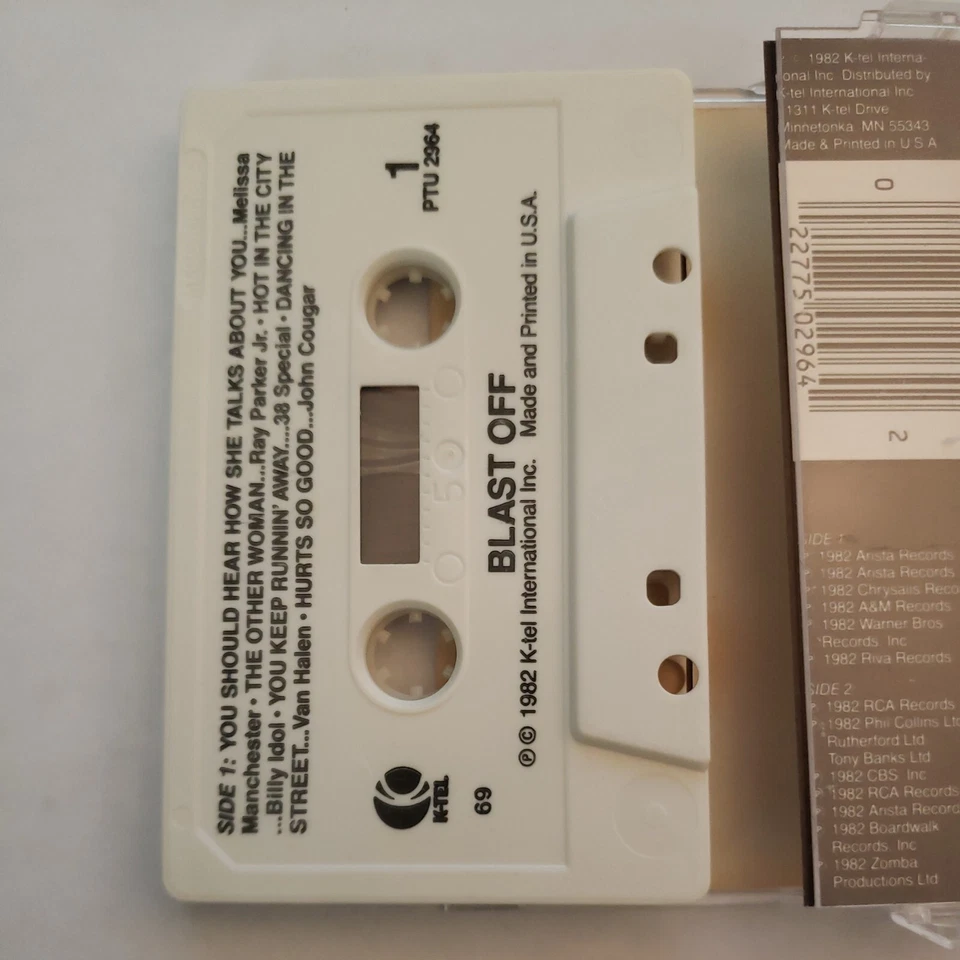 SIDE 1: YOU SHOULD HEAR HOW SHE TALKS ABOUT YOU...Melissa
Manchester • THE OTHER WOMAN...Ray Parker Jr. • HOT IN THE CITY
...Billy Idol • YOU KEEP RUNNIN' AWAY....38 Special • DANCING IN THE
STREET...Van Halen • HURTS SO GOOD...John Cougar
1
PTU 2964
K-TEL
69
50
BLAST OFF
Ⓟ © 1982 K-tel International Inc. Made and Printed in U.S.A.
1982 K-tel Interna-
onal Inc. Distributed by
K-tel International Inc
11311 K-tel Drive
Minnetonka, MN 55343
Made & Printed in U S A
0
22775 02964
2
SIDE 1
1982 Arista Records
1982 Arista Records
1982 Chrysalis Reco
1982 A&M Records
1982 Warner Bros
Records. Inc
1982 Riva Records
SIDE 2
1982 RCA Records
1982 Phil Collins Ltd
Rutherford Ltd
Tony Banks Ltd
1982 CBS Inc
1982 RCA Records
1982 Arista Record
1982 Boardwalk
Records. Inc
1982 Zomba
Productions Ltd